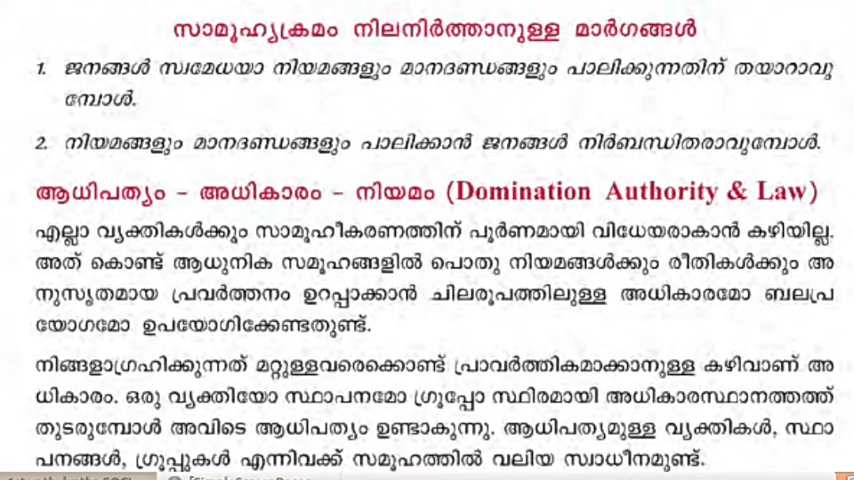 സാമൂഹ്യക്രമം നിലനിർത്താനുള്ള മാർഗങ്ങൾ
1. ജനങ്ങൾ സ്വമേധയാ നിയമങ്ങളും മാനദണ്ഡങ്ങളും പാലിക്കുന്നതിന് തയാറാവു
മ്പോൾ.
2. നിയമങ്ങളും മാനദണ്ഡങ്ങളും പാലിക്കാൻ ജനങ്ങൾ നിർബന്ധിതരാവുമ്പോൾ.
ആധിപത്യം – അധികാരം – നിയമം (Domination Authority & Law)
എല്ലാ വ്യക്തികൾക്കും സാമൂഹീകരണത്തിന് പൂർണമായി വിധേയരാകാൻ കഴിയില്ല.
അത് കൊണ്ട് ആധുനിക സമൂഹങ്ങളിൽ പൊതു നിയമങ്ങൾക്കും രീതികൾക്കും അ
നുസൃതമായ പ്രവർത്തനം ഉറപ്പാക്കാൻ ചിലരൂപത്തിലുള്ള അധികാരമോ ബലപ്ര
യോഗമോ ഉപയോഗിക്കേണ്ടതുണ്ട്.
നിങ്ങളാഗ്രഹിക്കുന്നത് മറ്റുള്ളവരെക്കൊണ്ട് പ്രാവർത്തികമാക്കാനുള്ള കഴിവാണ് അ
ധികാരം. ഒരു വ്യക്തിയോ സ്ഥാപനമോ ഗ്രൂപ്പോ സ്ഥിരമായി അധികാരസ്ഥാനത്തത്ത്
തുടരുമ്പോൾ അവിടെ ആധിപത്യം ഉണ്ടാകുന്നു. ആധിപത്യമുള്ള വ്യക്തികൾ, സ്ഥാ
പനങ്ങൾ, ഗ്രൂപ്പുകൾ എന്നിവക്ക് സമൂഹത്തിൽ വലിയ സ്വാധീനമുണ്ട്.